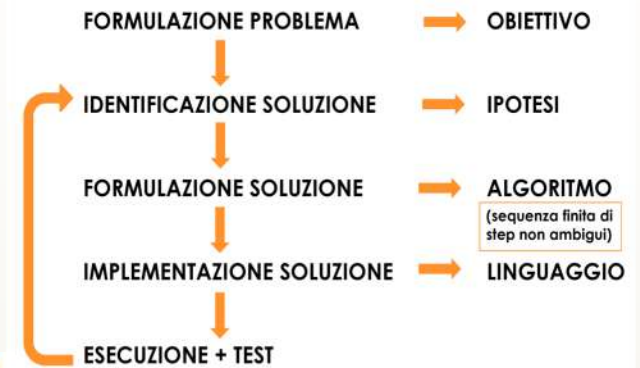 FORMULAZIONE PROBLEMA OBIETTIVO
IDENTIFICAZIONE SOLUZIONE IPOTESI
FORMULAZIONE SOLUZIONE ALGORITMO
(sequenza finita di
step non ambigui)
IMPLEMENTAZIONE SOLUZIONE LINGUAGGIO
ESECUZIONE + TEST